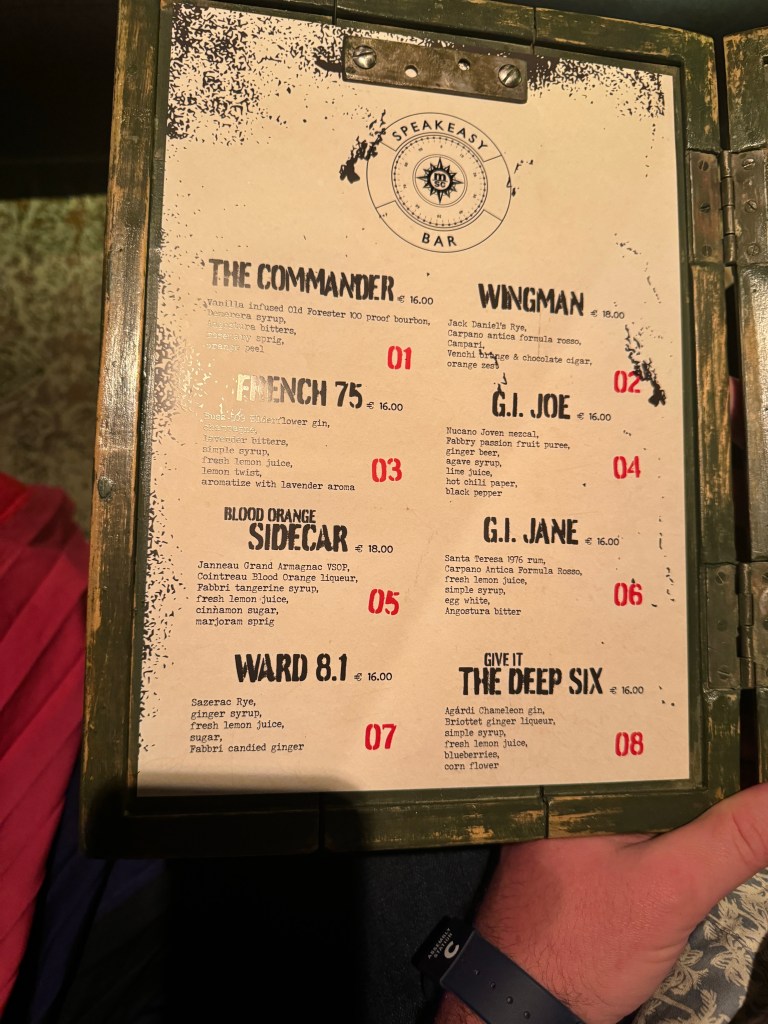 SPEAKEASY
BAR
MSC
THE COMMANDER € 16.00
Vanilla infused Old Forester 100 proof bourbon,
Demerera syrup,
Angostura bitters,
rosemary sprig,
orange peel
01
WINGMAN € 18.00
Jack Daniel's Rye,
Carpano antica formula rosso,
Campari,
Venchi orange & chocolate cigar,
orange zest
02
FRENCH 75 € 16.00
Elderflower gin,
lavender bitters,
simple syrup,
fresh lemon juice,
lemon twist,
aromatize with lavender aroma
03
G.I. JOE € 16.00
Nucano Joven mezcal,
Fabbry passion fruit puree,
ginger beer,
agave syrup,
lime juice,
hot chili paper,
black pepper
04
BLOOD ORANGE
SIDECAR € 18.00
Janneau Grand Armagnac VSOP,
Cointreau Blood Orange liqueur,
Fabbri tangerine syrup,
fresh lemon juice,
cinnamon sugar,
marjoram sprig
05
G.I. JANE € 16.00
Santa Teresa 1976 rum,
Carpano Antica Formula Rosso,
fresh lemon juice,
simple syrup,
egg white,
Angostura bitter
06
WARD 8.1 € 16.00
Sazerac Rye,
ginger syrup,
fresh lemon juice,
sugar,
Fabbri candied ginger
07
GIVE IT
THE DEEP SIX € 16.00
Agárdi Chameleon gin,
Briottet ginger liqueur,
simple syrup,
fresh lemon juice,
blueberries,
corn flower
08
ASSEMBLY
STATION
C